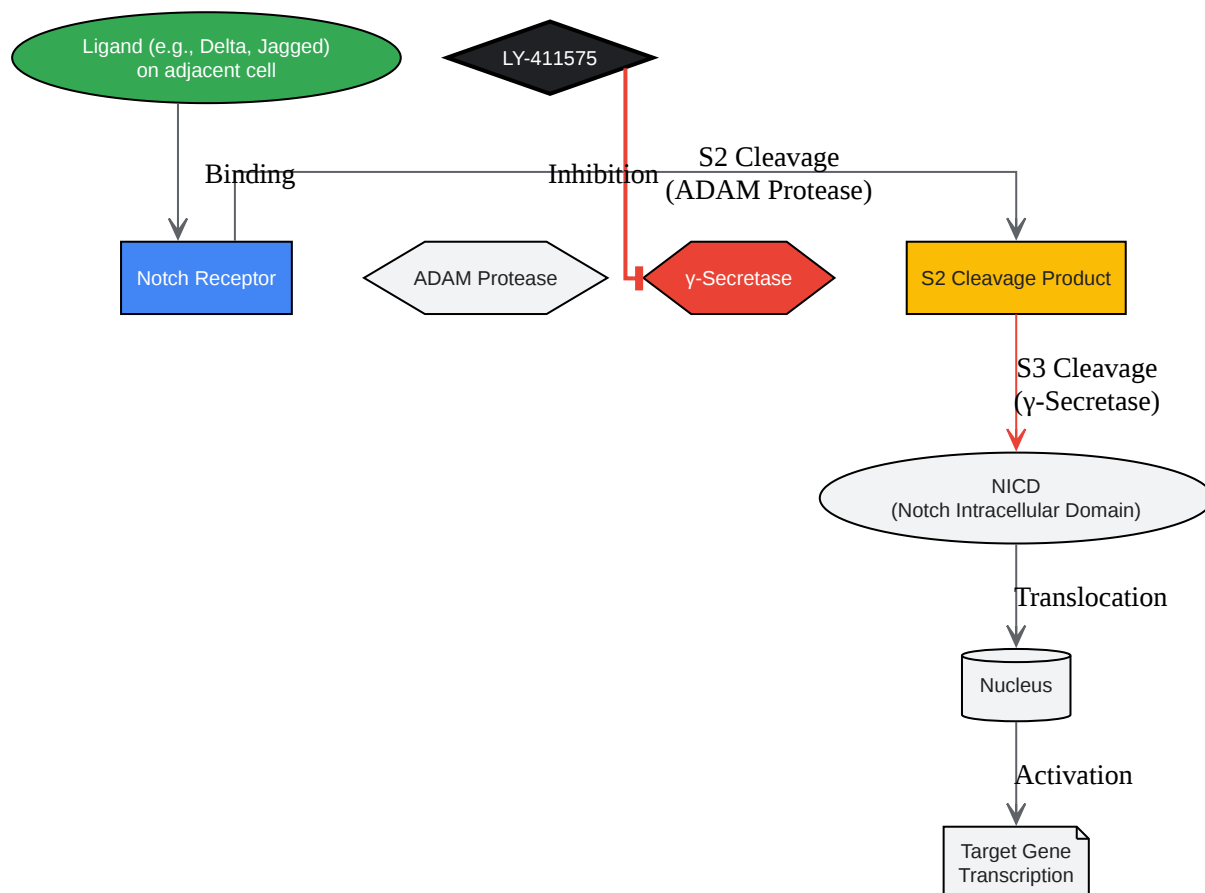 Ligand (e.g., Delta, Jagged)
on adjacent cell
LY-411575
Binding
Inhibition
S2 Cleavage
(ADAM Protease)
Notch Receptor
ADAM Protease
γ-Secretase
S2 Cleavage Product
S3 Cleavage
(γ-Secretase)
NICD
(Notch Intracellular Domain)
Translocation
Nucleus
Activation
Target Gene
Transcription